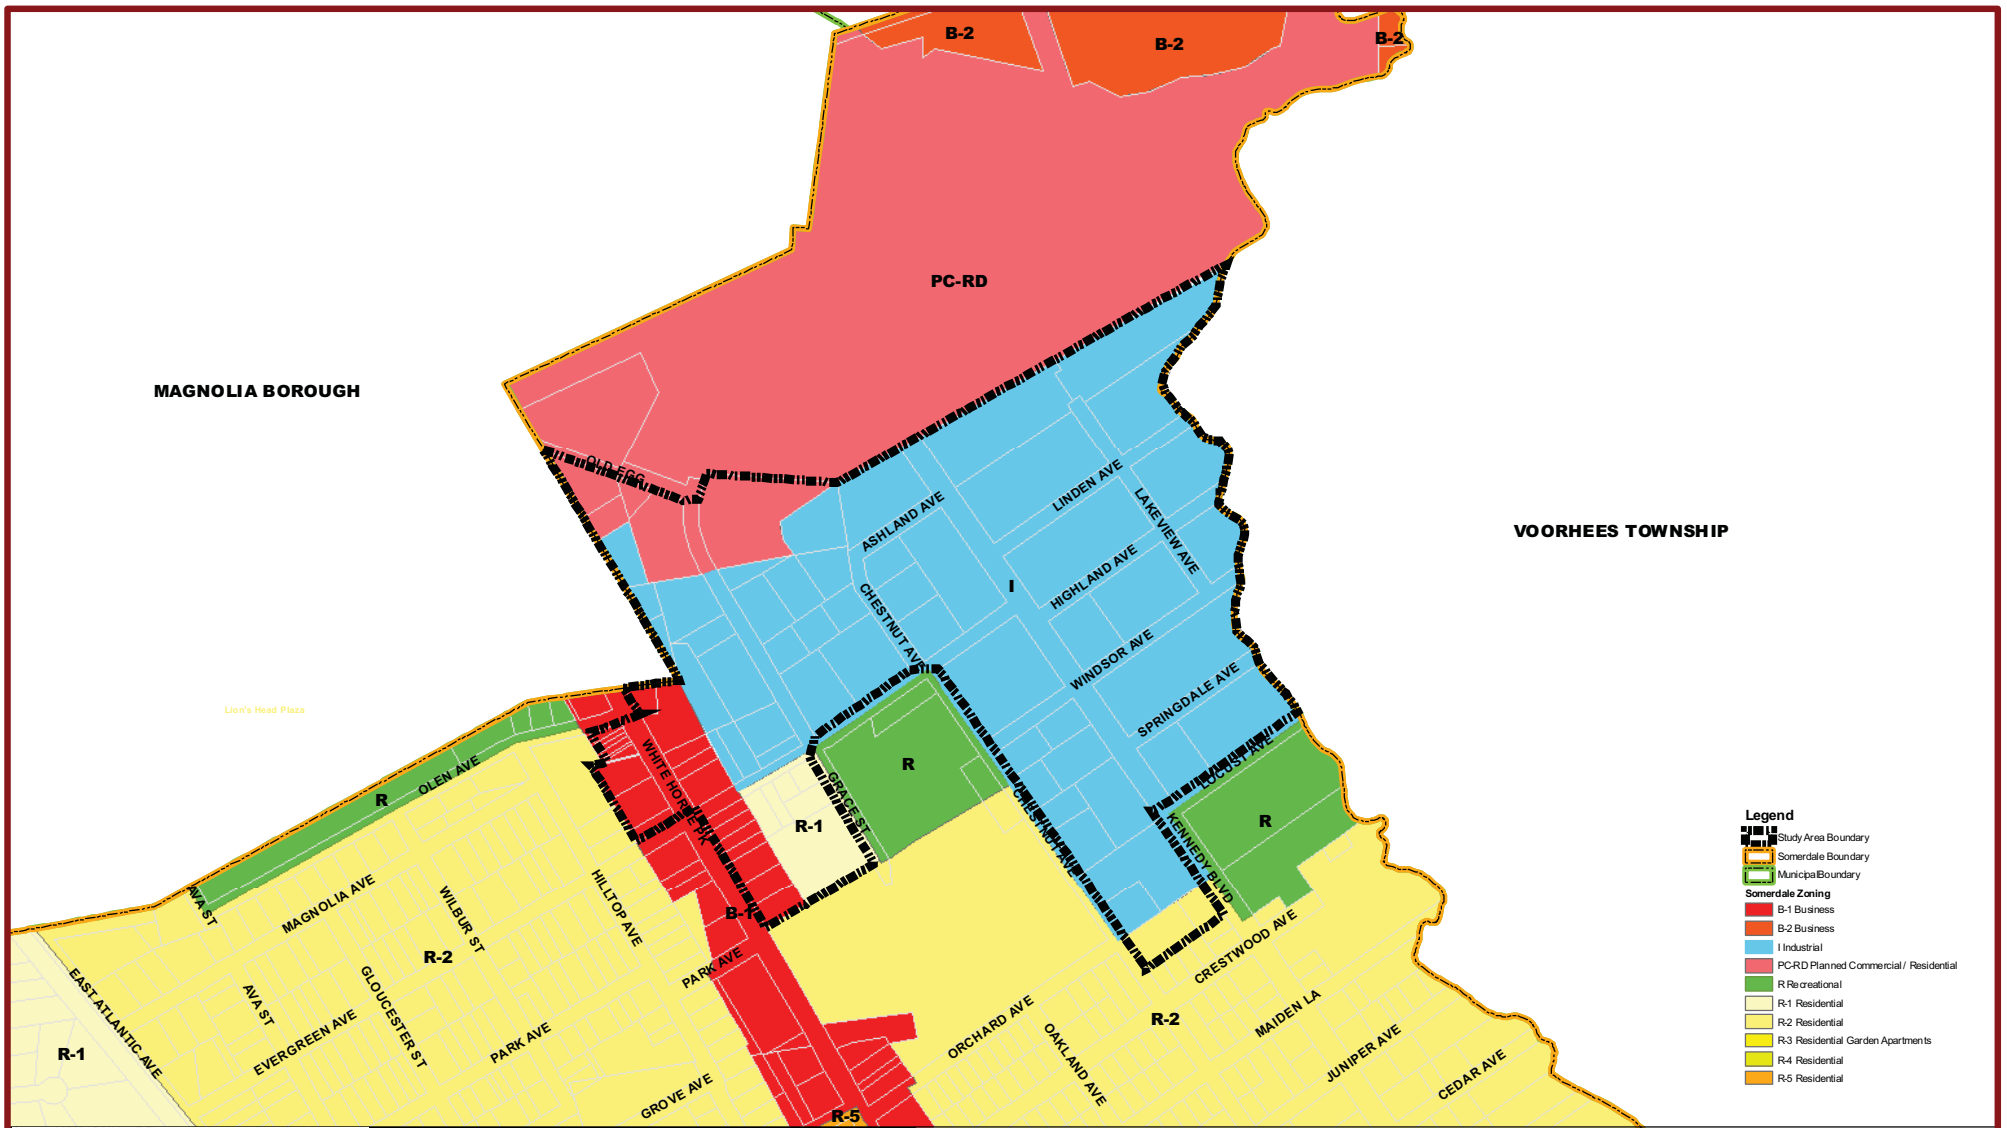 B-2
B-2
B-2
PC-RD
MAGNOLIA BOROUGH
VOORHEES TOWNSHIP
OLD EGG
ASHLAND AVE
LINDEN AVE
LAKEVIEW AVE
HIGHLAND AVE
I
CHESTNUT AVE
WINDSOR AVE
SPRINGDALE AVE
Lion's Head Plaza
WHITE HORSE PK
OLEN AVE
R
GRACE ST
R
LOCUST AVE
CHESTNUT AVE
KENNEDY BLVD
R
R-1
B-1
AVA ST
MAGNOLIA AVE
WILBUR ST
HILLTOP AVE
R-2
PARK AVE
CRESTWOOD AVE
EAST ATLANTIC AVE
AVA ST
GLOUCESTER ST
EVERGREEN AVE
PARK AVE
ORCHARD AVE
R-2
MAIDEN LA
OAKLAND AVE
JUNIPER AVE
CEDAR AVE
R-1
GROVE AVE
R-5
Legend
Study Area Boundary
Somerdale Boundary
MunicipalBoundary
Somerdale Zoning
B-1 Business
B-2 Business
I Industrial
PC-RD Planned Commercial / Residential
R Recreational
R-1 Residential
R-2 Residential
R-3 Residential Garden Apartments
R-4 Residential
R-5 Residential